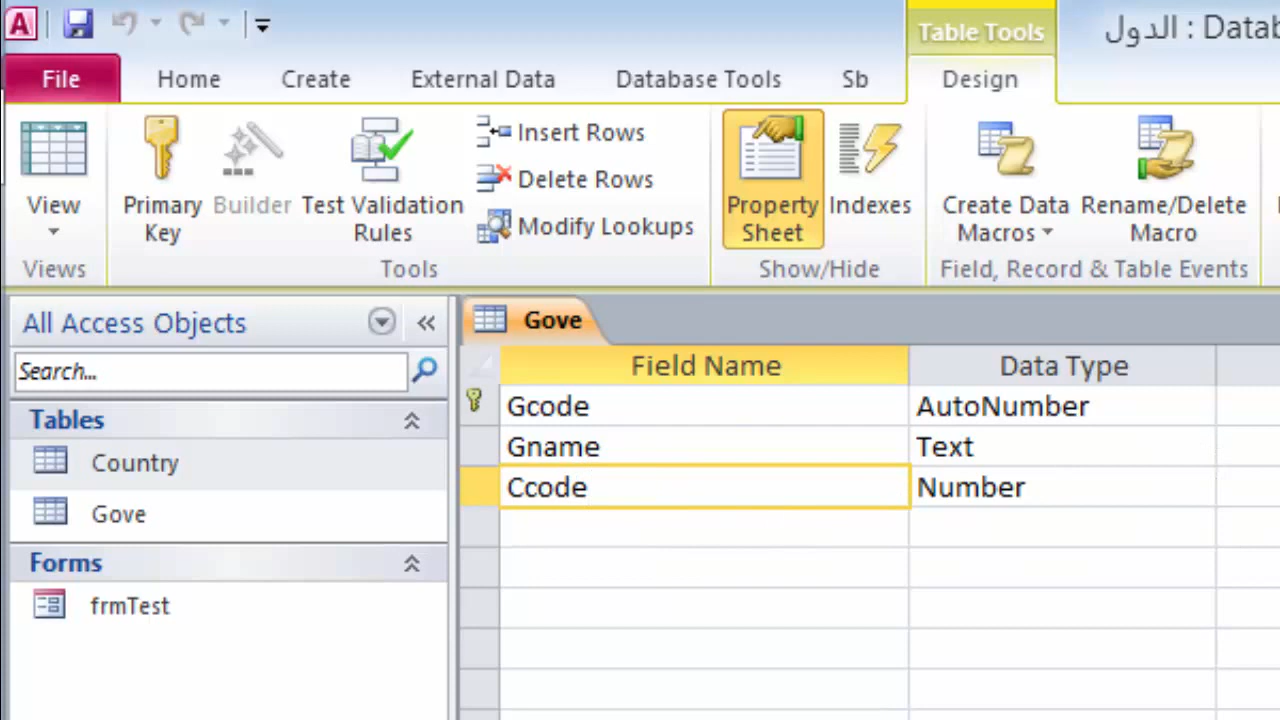 A
Table Tools
الدول : Datab
File Home Create External Data Database Tools Sb Design
View
Primary Key
Builder
Test Validation Rules
Insert Rows
Delete Rows
Modify Lookups
Property Sheet
Indexes
Create Data Macros
Rename/Delete Macro
Views
Tools
Show/Hide
Field, Record & Table Events
All Access Objects
Search...
Tables
Country
Gove
Forms
frmTest
Gove
Field Name Data Type
Gcode AutoNumber
Gname Text
Ccode Number